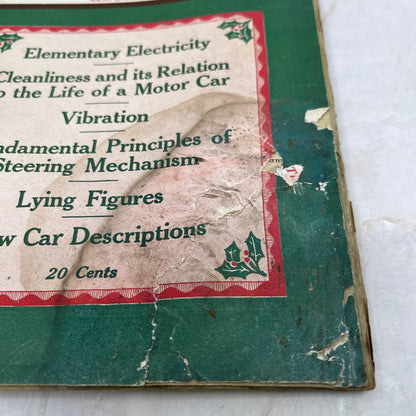 Elementary Electricity
Cleanliness and its Relation
to the Life of a Motor Car
Vibration
ndamental Principles of
Steering Mechanism
Lying Figures
w Car Descriptions
20 Cents